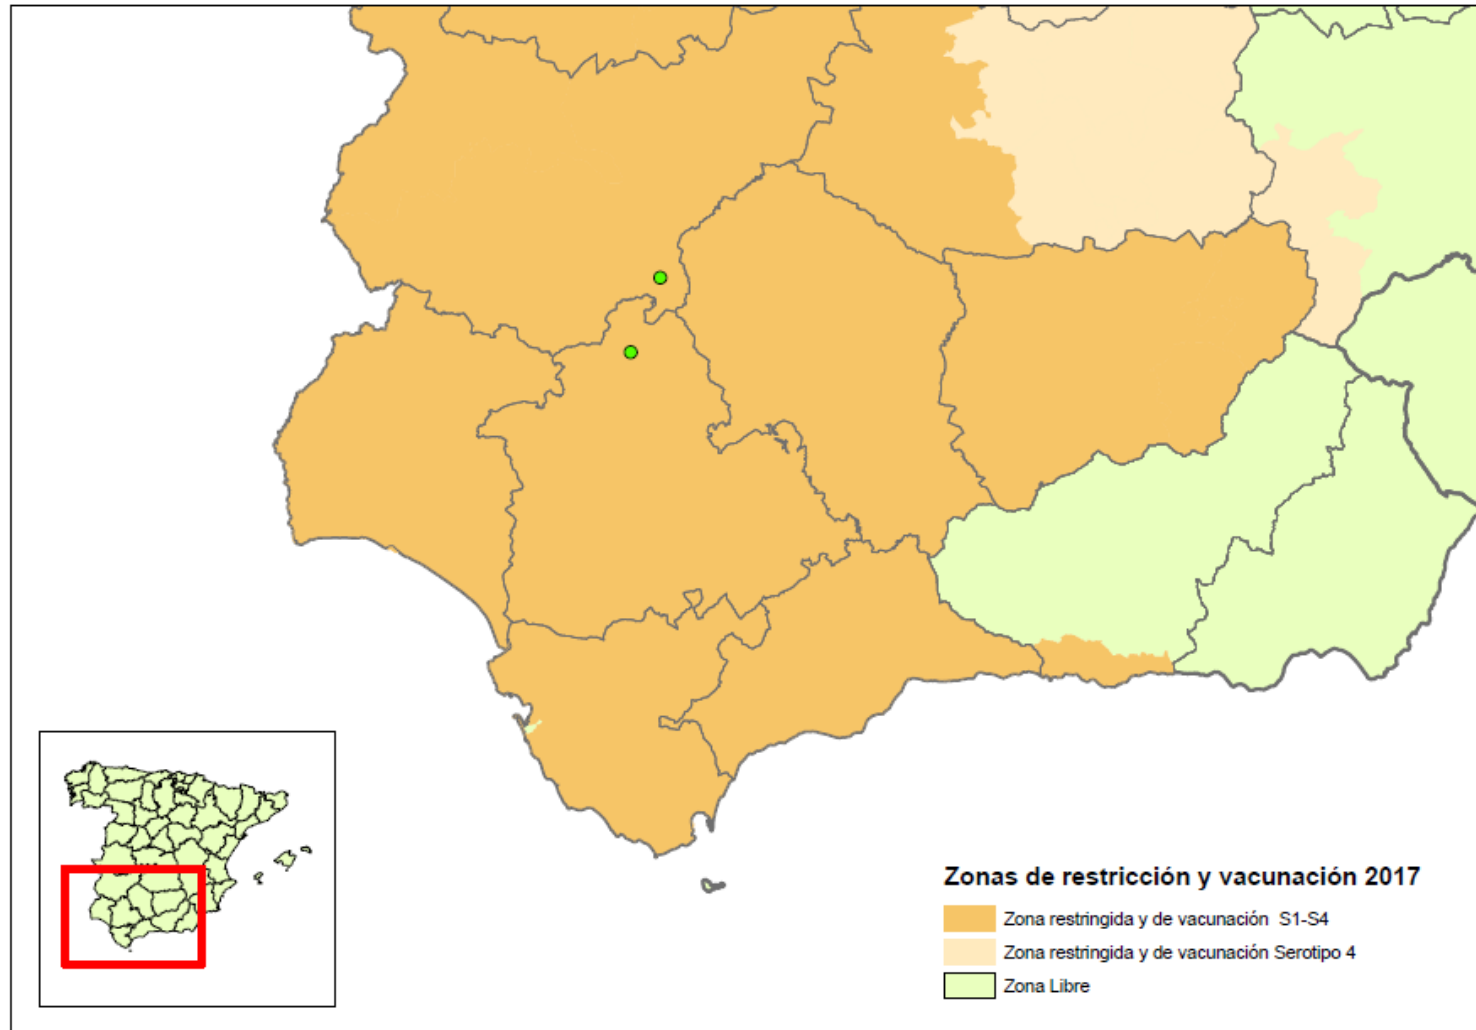 Zonas de restricción y vacunación 2017
Zona restringida y de vacunación S1-S4
Zona restringida y de vacunación Serotipo 4
Zona Libre